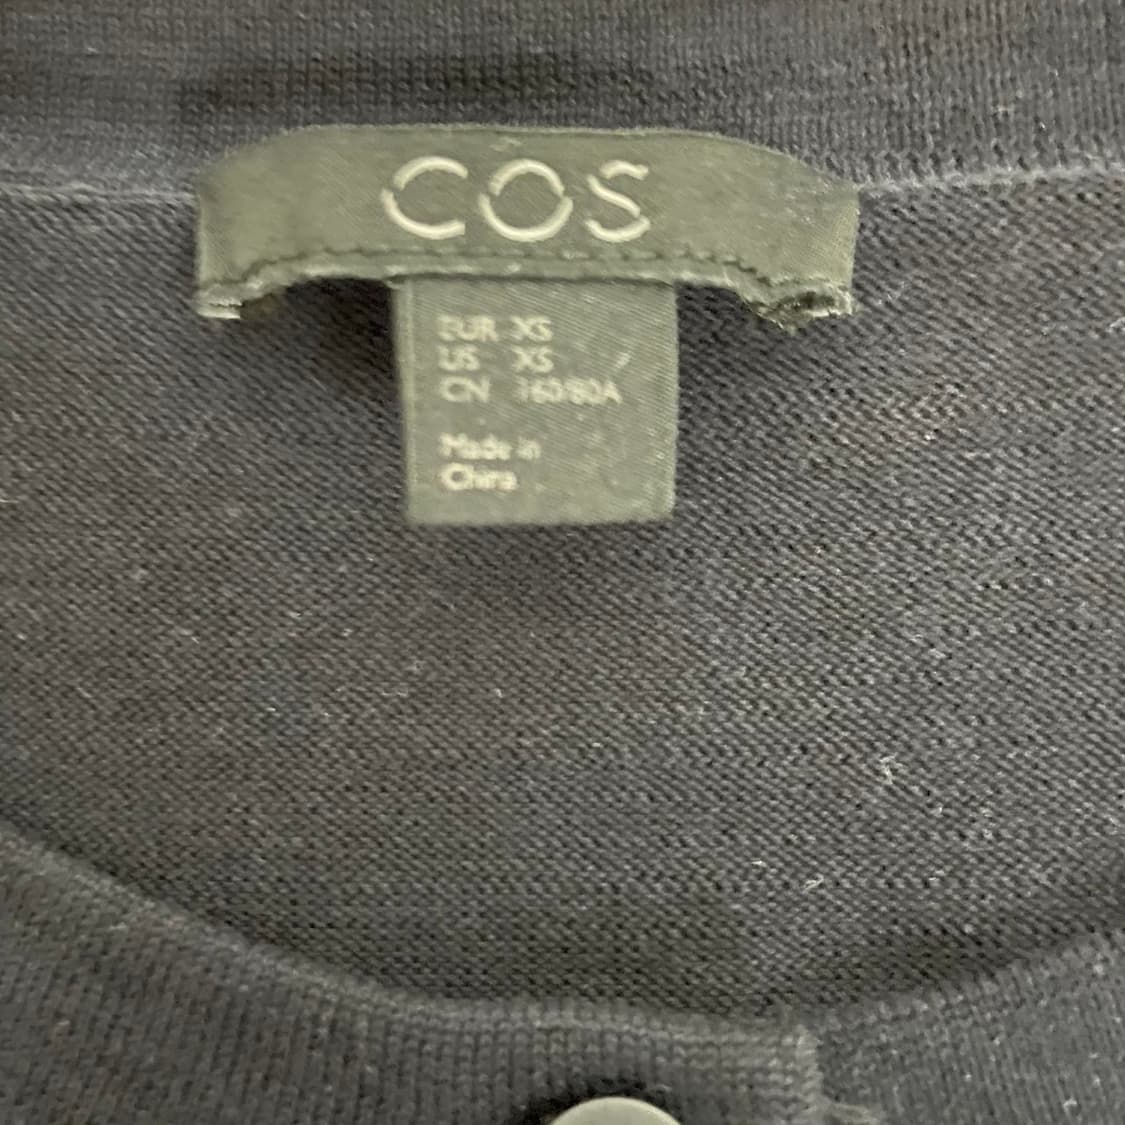 COS
EUR XS
US XS
CN 160/80A
Made in
China